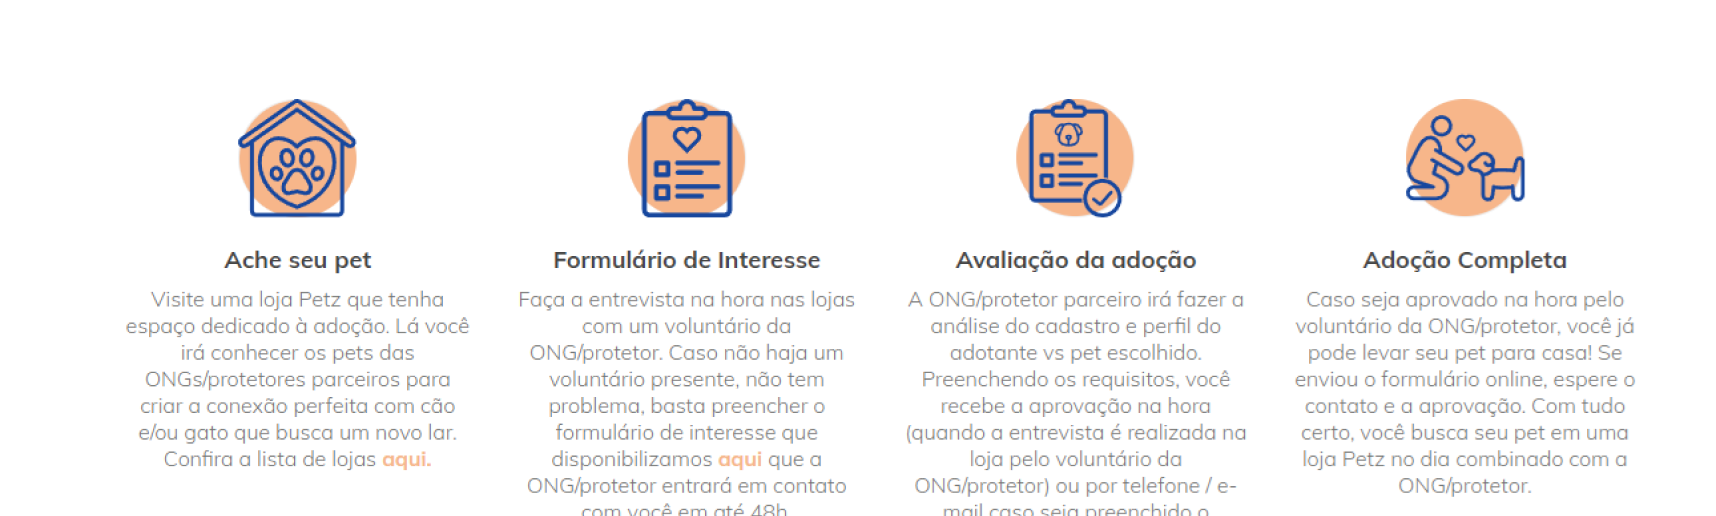 Ache seu pet
Visite uma loja Petz que tenha
espaço dedicado à adoção. Lá você
irá conhecer os pets das
ONGs/protetores parceiros para
criar a conexão perfeita com cão
e/ou gato que busca um novo lar.
Confira a lista de lojas aqui.
Formulário de Interesse
Faça a entrevista na hora nas lojas
com um voluntário da
ONG/protetor. Caso não haja um
voluntário presente, não tem
problema, basta preencher o
formulário de interesse que
disponibilizamos aqui que a
ONG/protetor entrará em contato
com você em até 48h
Avaliação da adoção
A ONG/protetor parceiro irá fazer a
análise do cadastro e perfil do
adotante vs pet escolhido.
Preenchendo os requisitos, você
recebe a aprovação na hora
(quando a entrevista é realizada na
loja pelo voluntário da
ONG/protetor) ou por telefone / e-
mail caso seja preenchido o
Adoção Completa
Caso seja aprovado na hora pelo
voluntário da ONG/protetor, você já
pode levar seu pet para casa! Se
enviou o formulário online, espere o
contato e a aprovação. Com tudo
certo, você busca seu pet em uma
loja Petz no dia combinado com a
ONG/protetor.